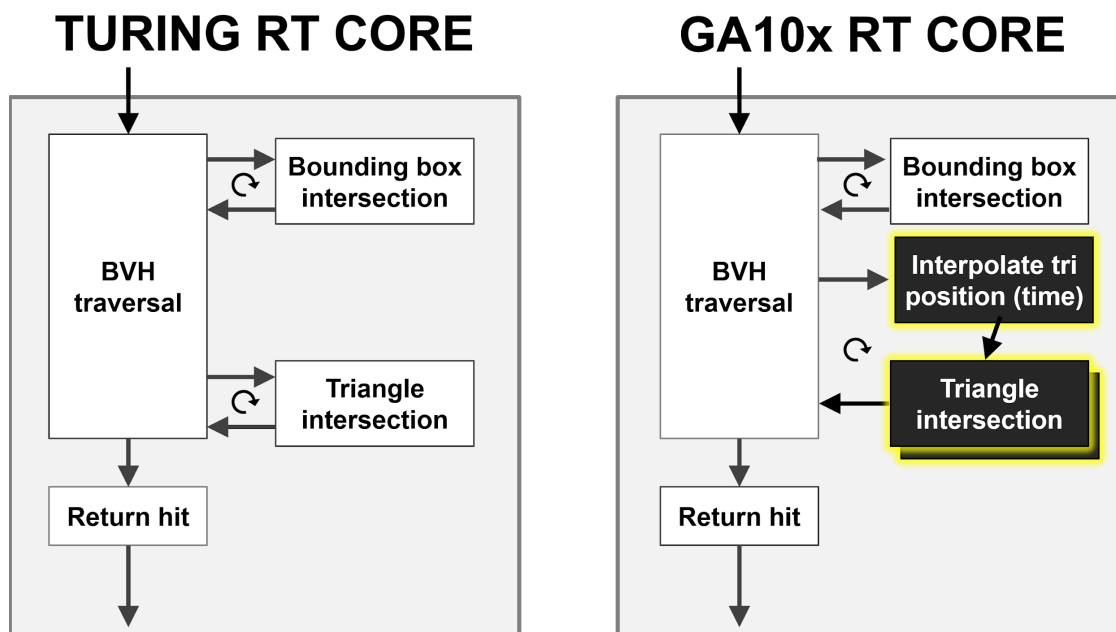 TURING RT CORE
BVH
traversal
Bounding box
intersection
Triangle
intersection
Return hit
GA10x RT CORE
BVH
traversal
Bounding box
intersection
Interpolate tri
position (time)
Triangle
intersection
Return hit